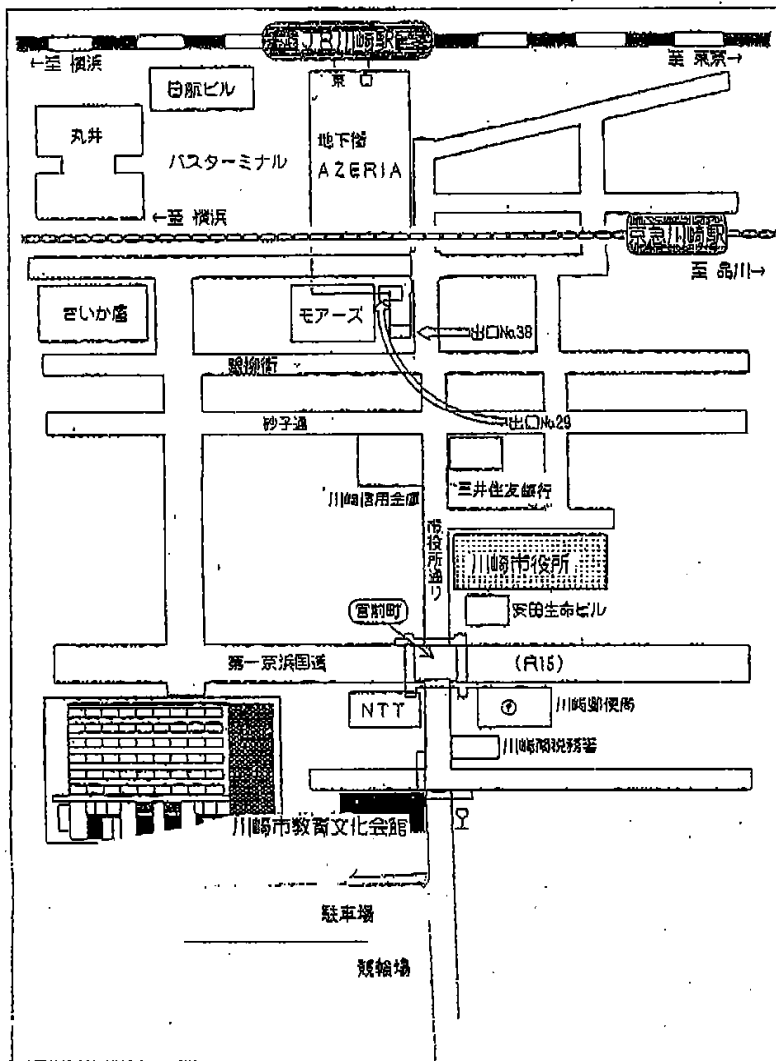 JR川崎駅
←至 横浜
至 東京→
東 口
日航ビル
丸井
地下街
AZERIA
バスターミナル
←至 横浜
京急川崎駅
至 品川→
さいか屋
モアーズ
出口No.38
銀柳街
砂子通
出口No.29
川崎信用金庫
三井住友銀行
市役所通り
川崎市役所
安田生命ビル
宮前町
第一京浜国道
(R15)
NTT
川崎郵便局
川崎南税務署
川崎市教育文化会館
駐車場
競輪場